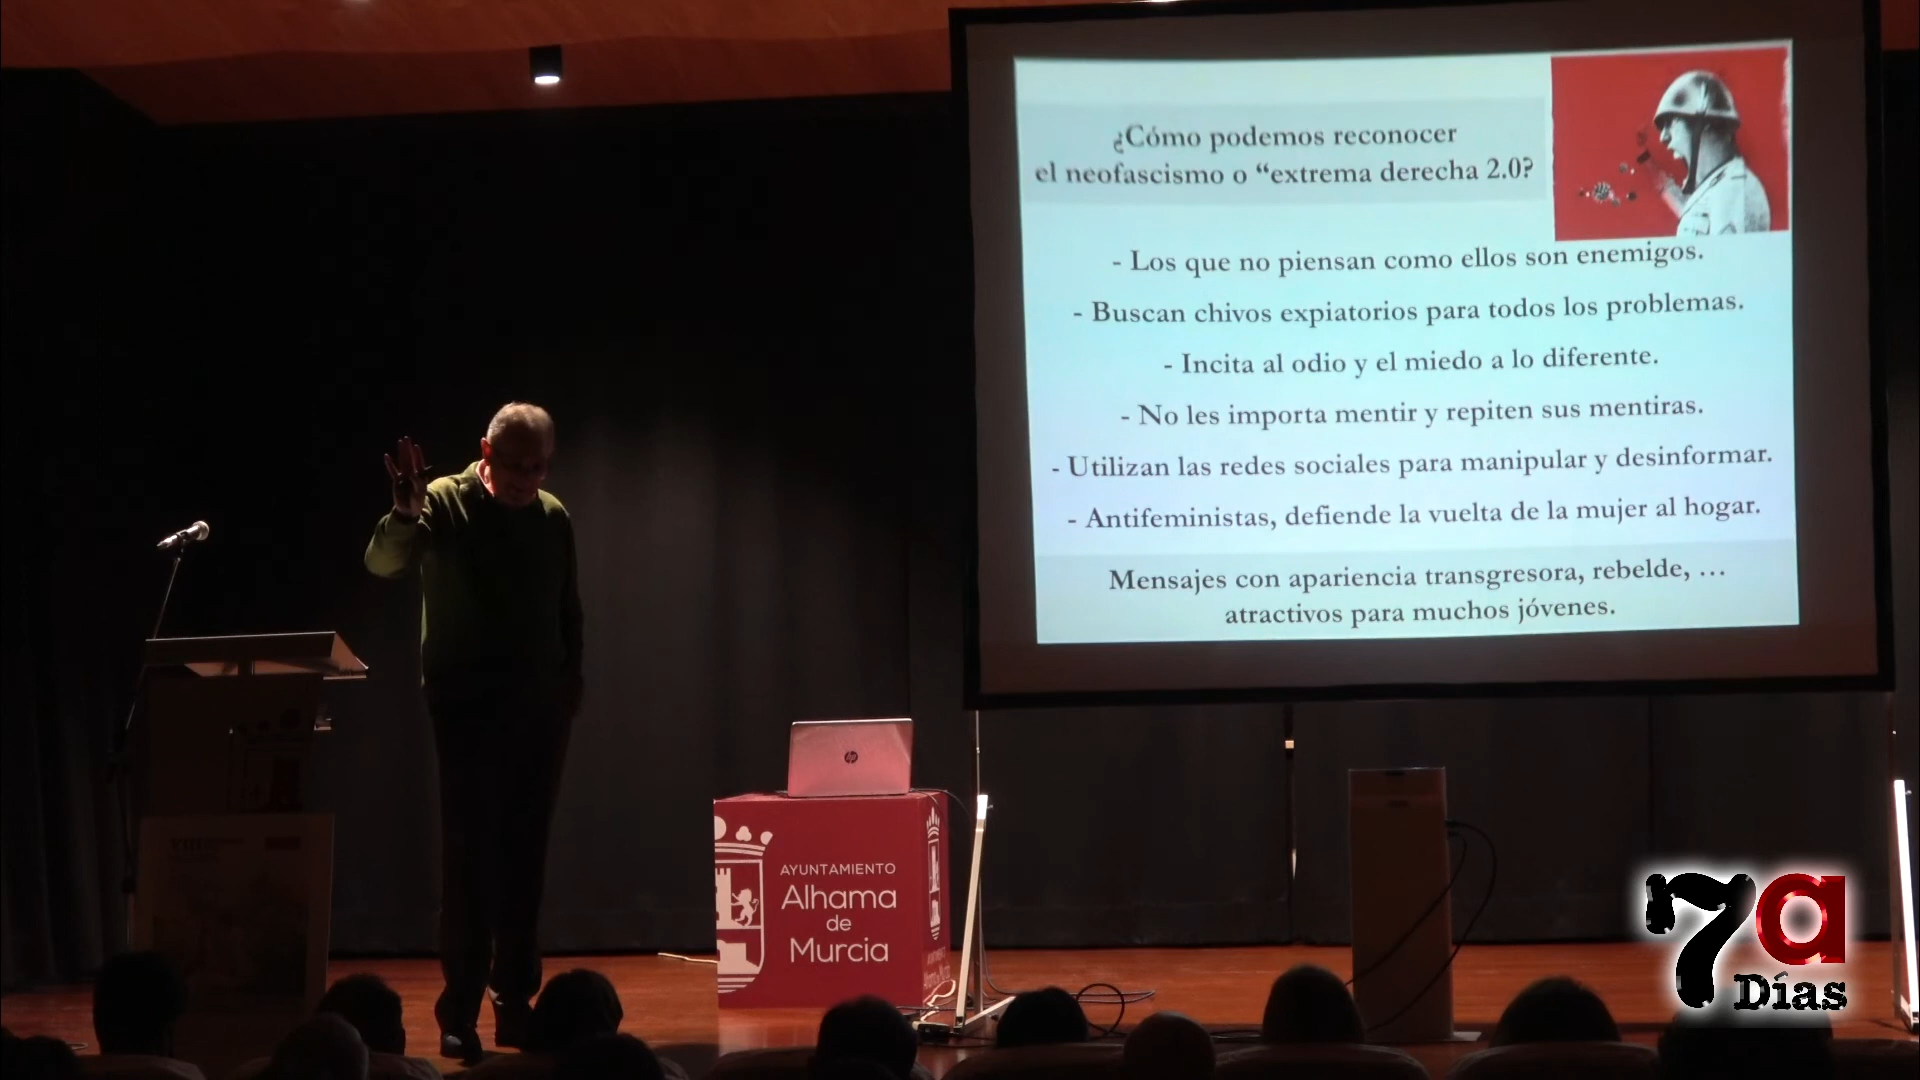 ¿Cómo podemos reconocer
el neofascismo o “extrema derecha 2.0?
- Los que no piensan como ellos son enemigos.
- Buscan chivos expiatorios para todos los problemas.
- Incita al odio y el miedo a lo diferente.
- No les importa mentir y repiten sus mentiras.
- Utilizan las redes sociales para manipular y desinformar.
- Antifeministas, defiende la vuelta de la mujer al hogar.
Mensajes con apariencia transgresora, rebelde, …
atractivos para muchos jóvenes.
hp
AYUNTAMIENTO
Alhama
de
Murcia
7a
Días